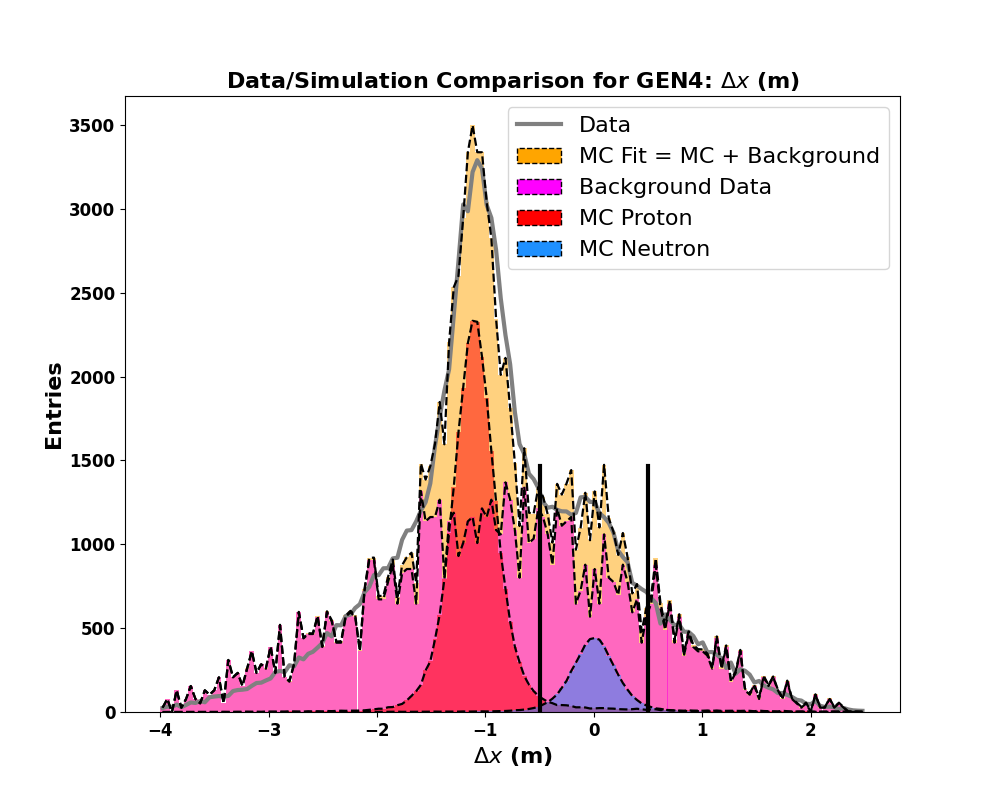 Data/Simulation Comparison for GEN4: Δx (m)
Data
MC Fit = MC + Background
Background Data
MC Proton
MC Neutron
3500
3000
2500
2000
1500
1000
500
0
Entries
−4 −3 −2 −1 0 1 2
Δx (m)